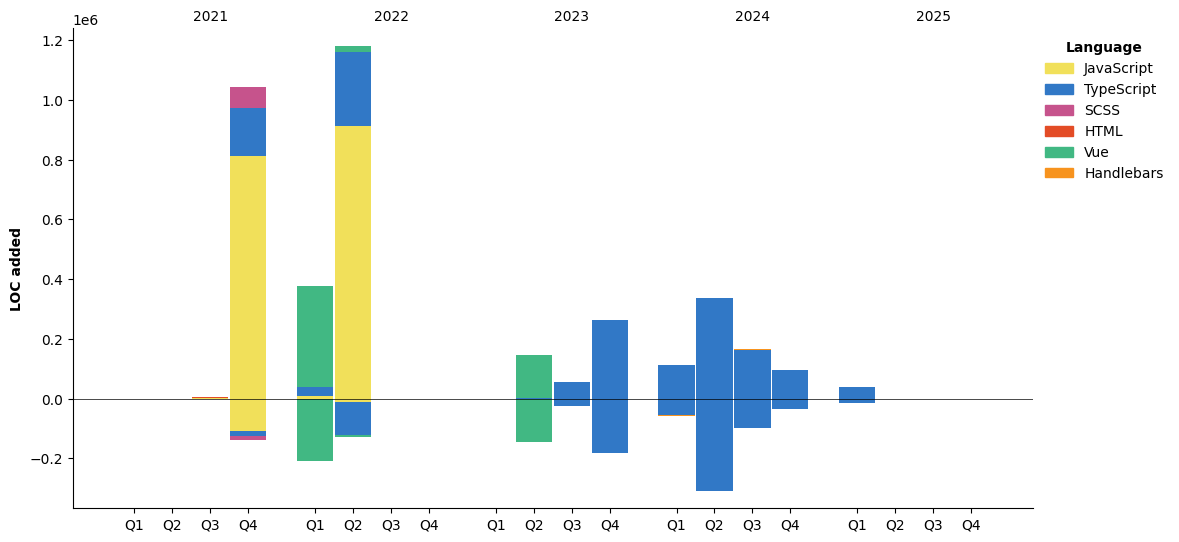 2021 2022 2023 2024 2025
1e6
1.2
1.0
0.8
0.6
0.4
0.2
0.0
−0.2
LOC added
Q1 Q2 Q3 Q4 Q1 Q2 Q3 Q4 Q1 Q2 Q3 Q4 Q1 Q2 Q3 Q4 Q1 Q2 Q3 Q4
Language
JavaScript
TypeScript
SCSS
HTML
Vue
Handlebars